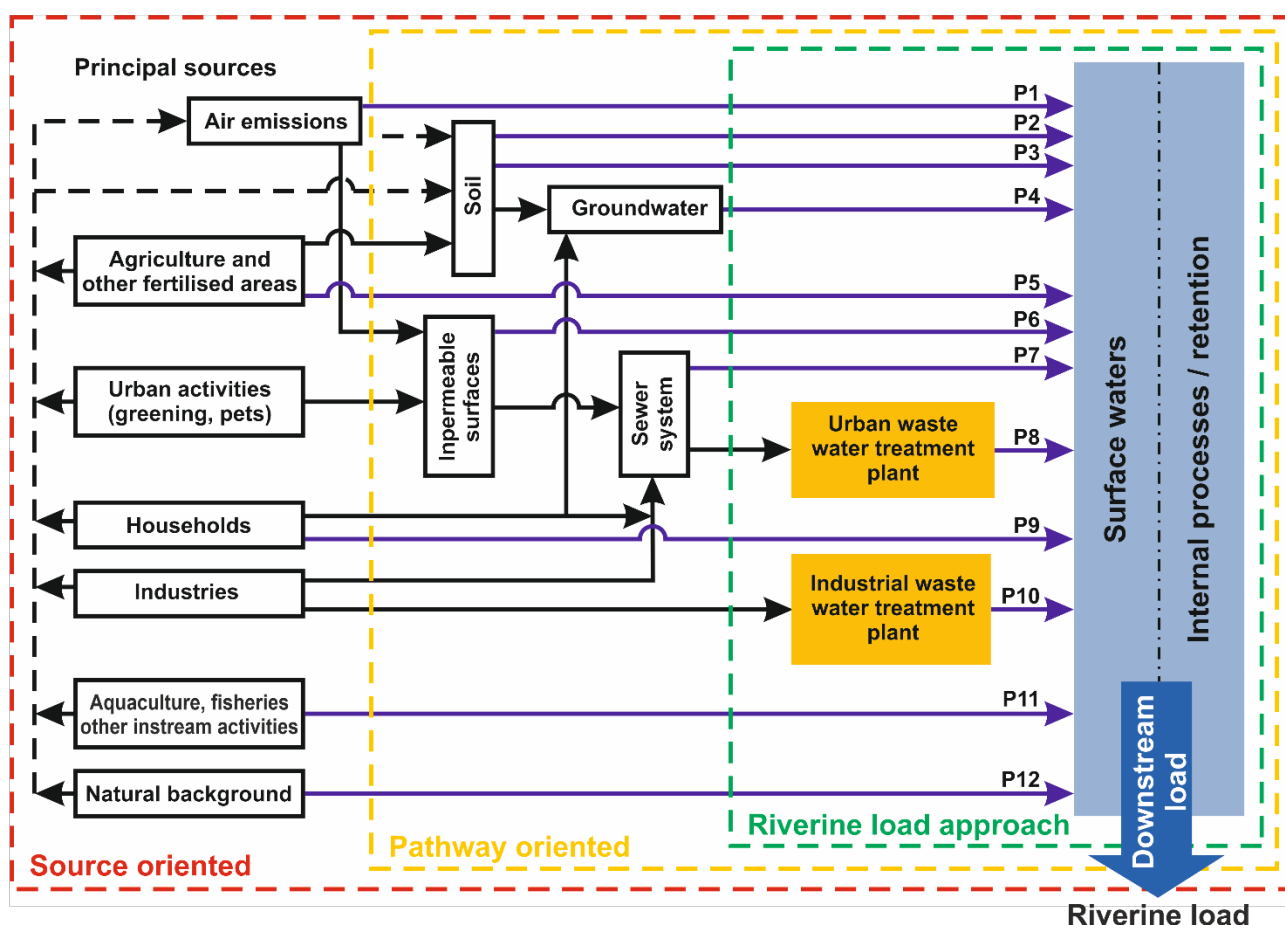 Principal sources
Air emissions
Agriculture and
other fertilised areas
Urban activities
(greening, pets)
Households
Industries
Aquaculture, fisheries
other instream activities
Natural background
Source oriented
Soil
Groundwater
Inpermeable
surfaces
Sewer
system
Pathway oriented
Urban waste
water treatment
plant
Industrial waste
water treatment
plant
Riverine load approach
P1
P2
P3
P4
P5
P6
P7
P8
P9
P10
P11
P12
Surface waters
Internal processes / retention
Downstream
load
Riverine load